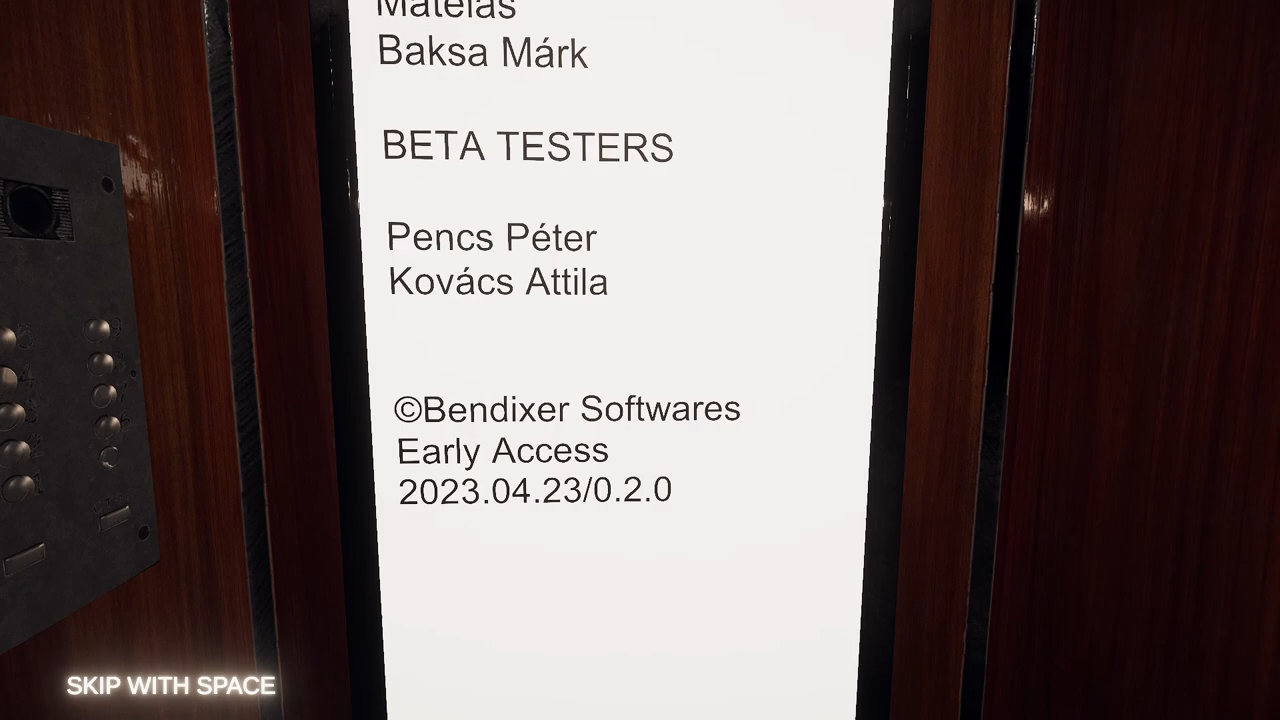 Mátéfás
Baksa Márk
BETA TESTERS
Pencs Péter
Kovács Attila
©Bendixer Softwares
Early Access
2023.04.23/0.2.0
SKIP WITH SPACE